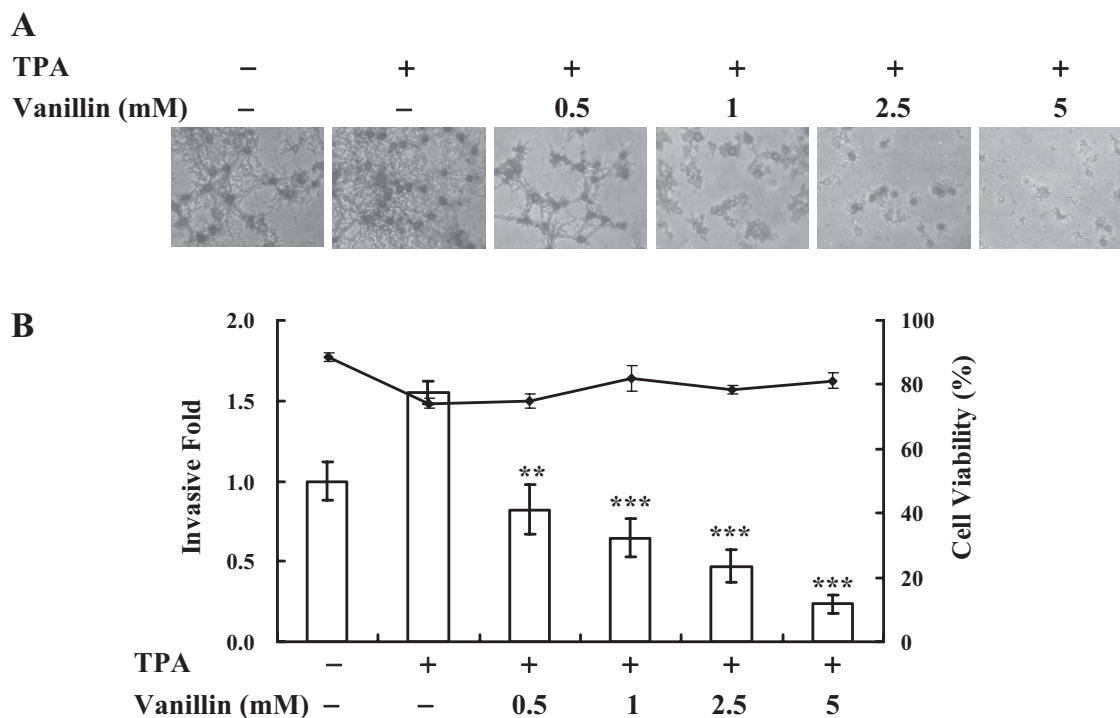 A
TPA − + + + + +
Vanillin (mM) − − 0.5 1 2.5 5
B
2.0
1.5
1.0
0.5
0.0
Invasive Fold
**
***
***
***
100
80
60
40
20
0
Cell Viability (%)
TPA − + + + + +
Vanillin (mM) − − 0.5 1 2.5 5